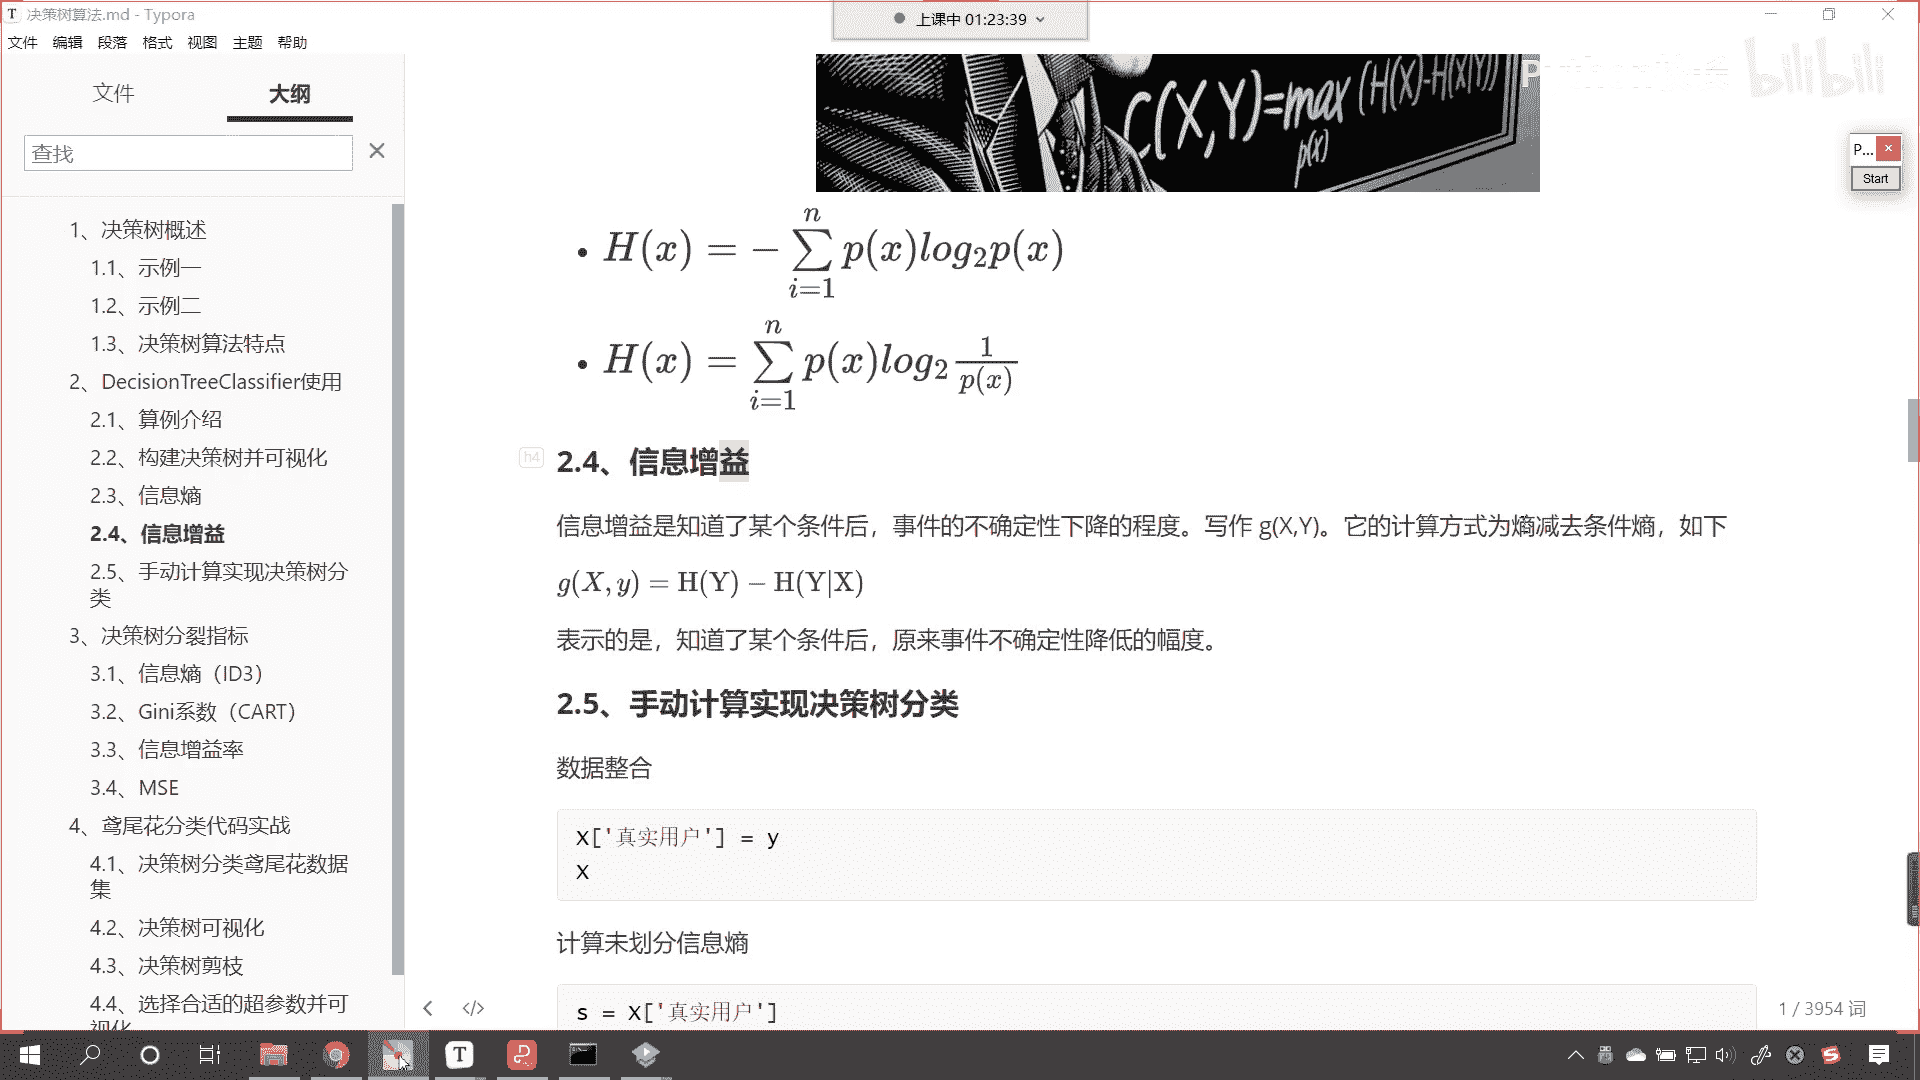 决策树算法.md - Typora
上课中 01:23:39
文件 编辑 段落 格式 视图 主题 帮助
文件 大纲
查找
1、决策树概述
1.1、示例一
1.2、示例二
1.3、决策树算法特点
2、DecisionTreeClassifier使用
2.1、算例介绍
2.2、构建决策树并可视化
2.3、信息熵
2.4、信息增益
2.5、手动计算实现决策树分
类
3、决策树分裂指标
3.1、信息熵（ID3）
3.2、Gini系数（CART）
3.3、信息增益率
3.4、MSE
4、鸢尾花分类代码实战
4.1、决策树分类鸢尾花数据
集
4.2、决策树可视化
4.3、决策树剪枝
4.4、选择合适的超参数并可
视化
C(X,Y)=max (H(X)-H(X|Y))
p(x)
bilibili
P...
Start
• H(x) = −∑_{i=1}^{n} p(x)log₂p(x)
• H(x) = ∑_{i=1}^{n} p(x)log₂ 1/p(x)
h4
2.4、信息增益
信息增益是知道了某个条件后，事件的不确定性下降的程度。写作 g(X,Y)。它的计算方式为熵减去条件熵，如下
g(X, y) = H(Y) − H(Y|X)
表示的是，知道了某个条件后，原来事件不确定性降低的幅度。
2.5、手动计算实现决策树分类
数据整合
X['真实用户'] = y
X
计算未划分信息熵
s = X['真实用户']
1 / 3954 词